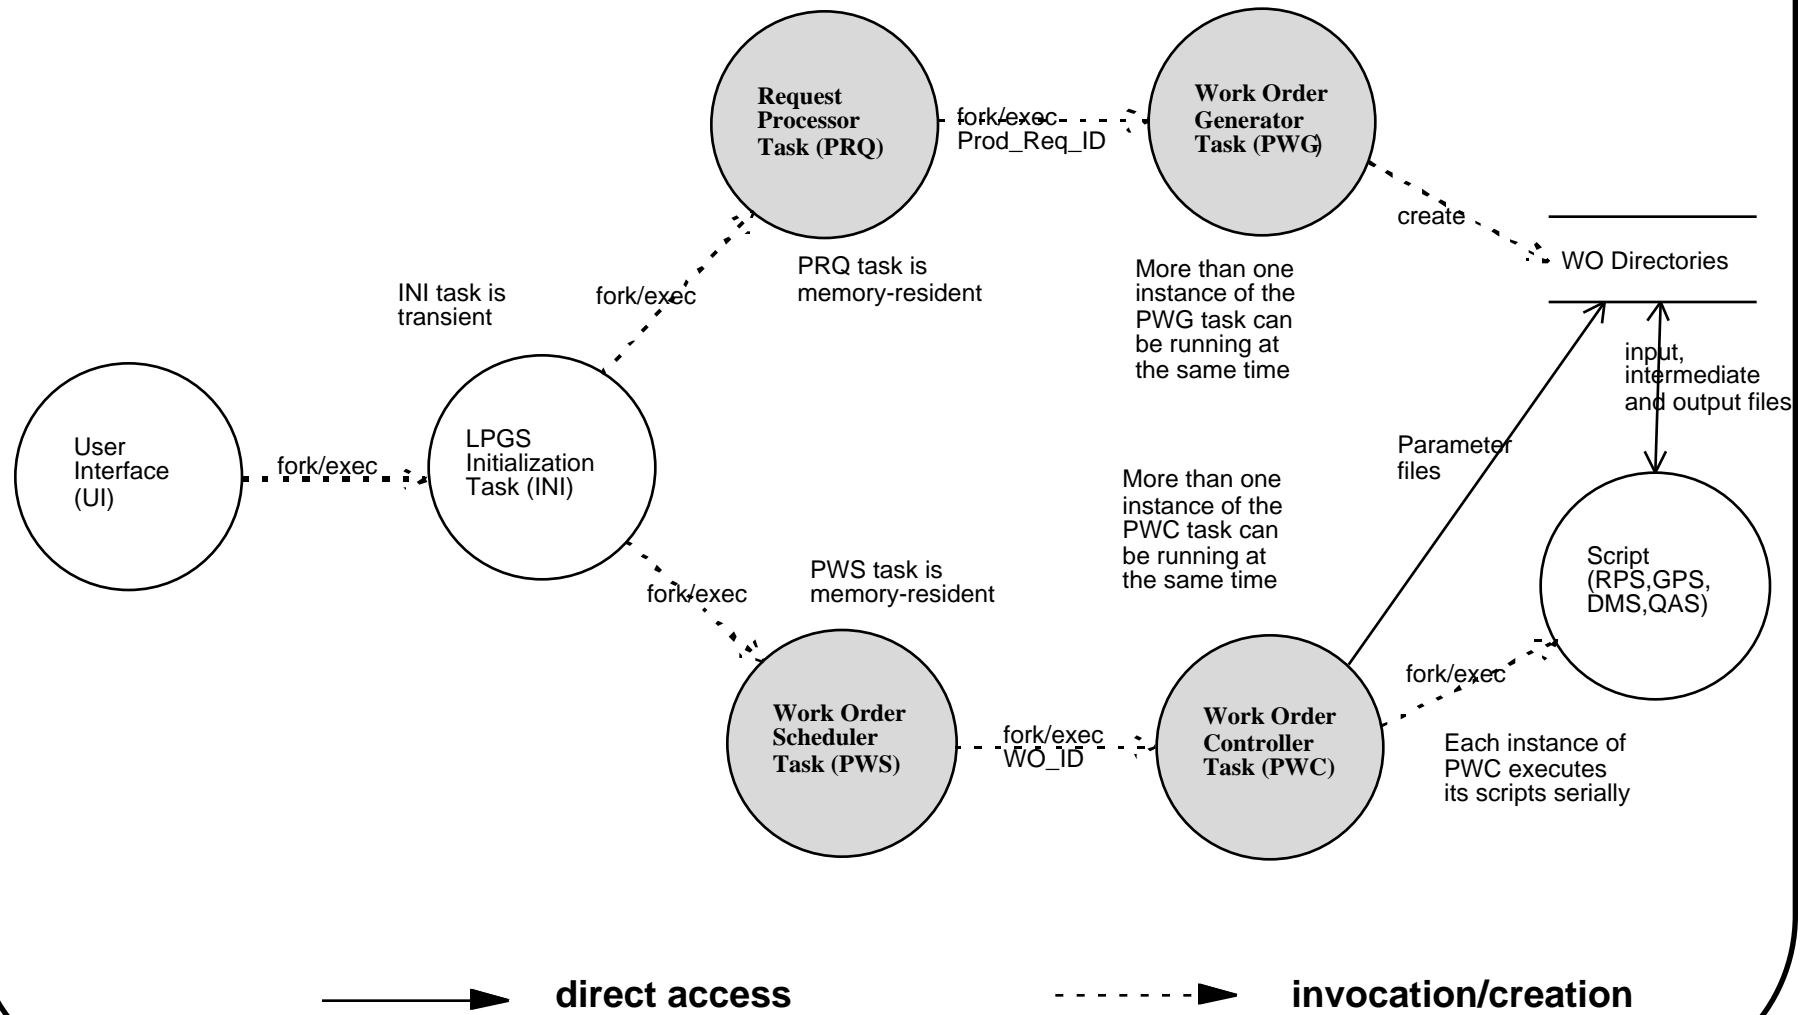 Request
Processor
Task (PRQ)
fork/exec
Prod_Req_ID
Work Order
Generator
Task (PWG)
create
WO Directories
PRQ task is
memory-resident
More than one
instance of the
PWG task can
be running at
the same time
INI task is
transient
fork/exec
input,
intermediate
and output files
User
Interface
(UI)
fork/exec
LPGS
Initialization
Task (INI)
Parameter
files
More than one
instance of the
PWC task can
be running at
the same time
Script
(RPS,GPS,
DMS,QAS)
fork/exec
PWS task is
memory-resident
Work Order
Scheduler
Task (PWS)
fork/exec
WO_ID
Work Order
Controller
Task (PWC)
fork/exec
Each instance of
PWC executes
its scripts serially
direct access
invocation/creation